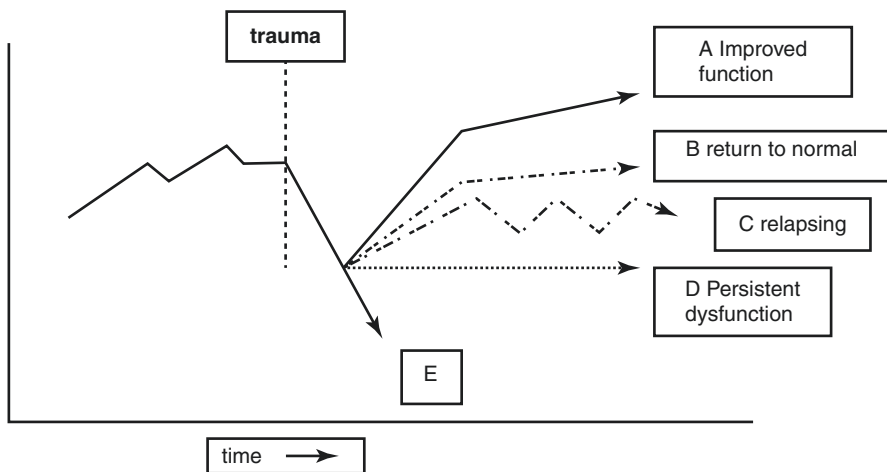 trauma
A Improved
function
B return to normal
C relapsing
D Persistent
dysfunction
E
time